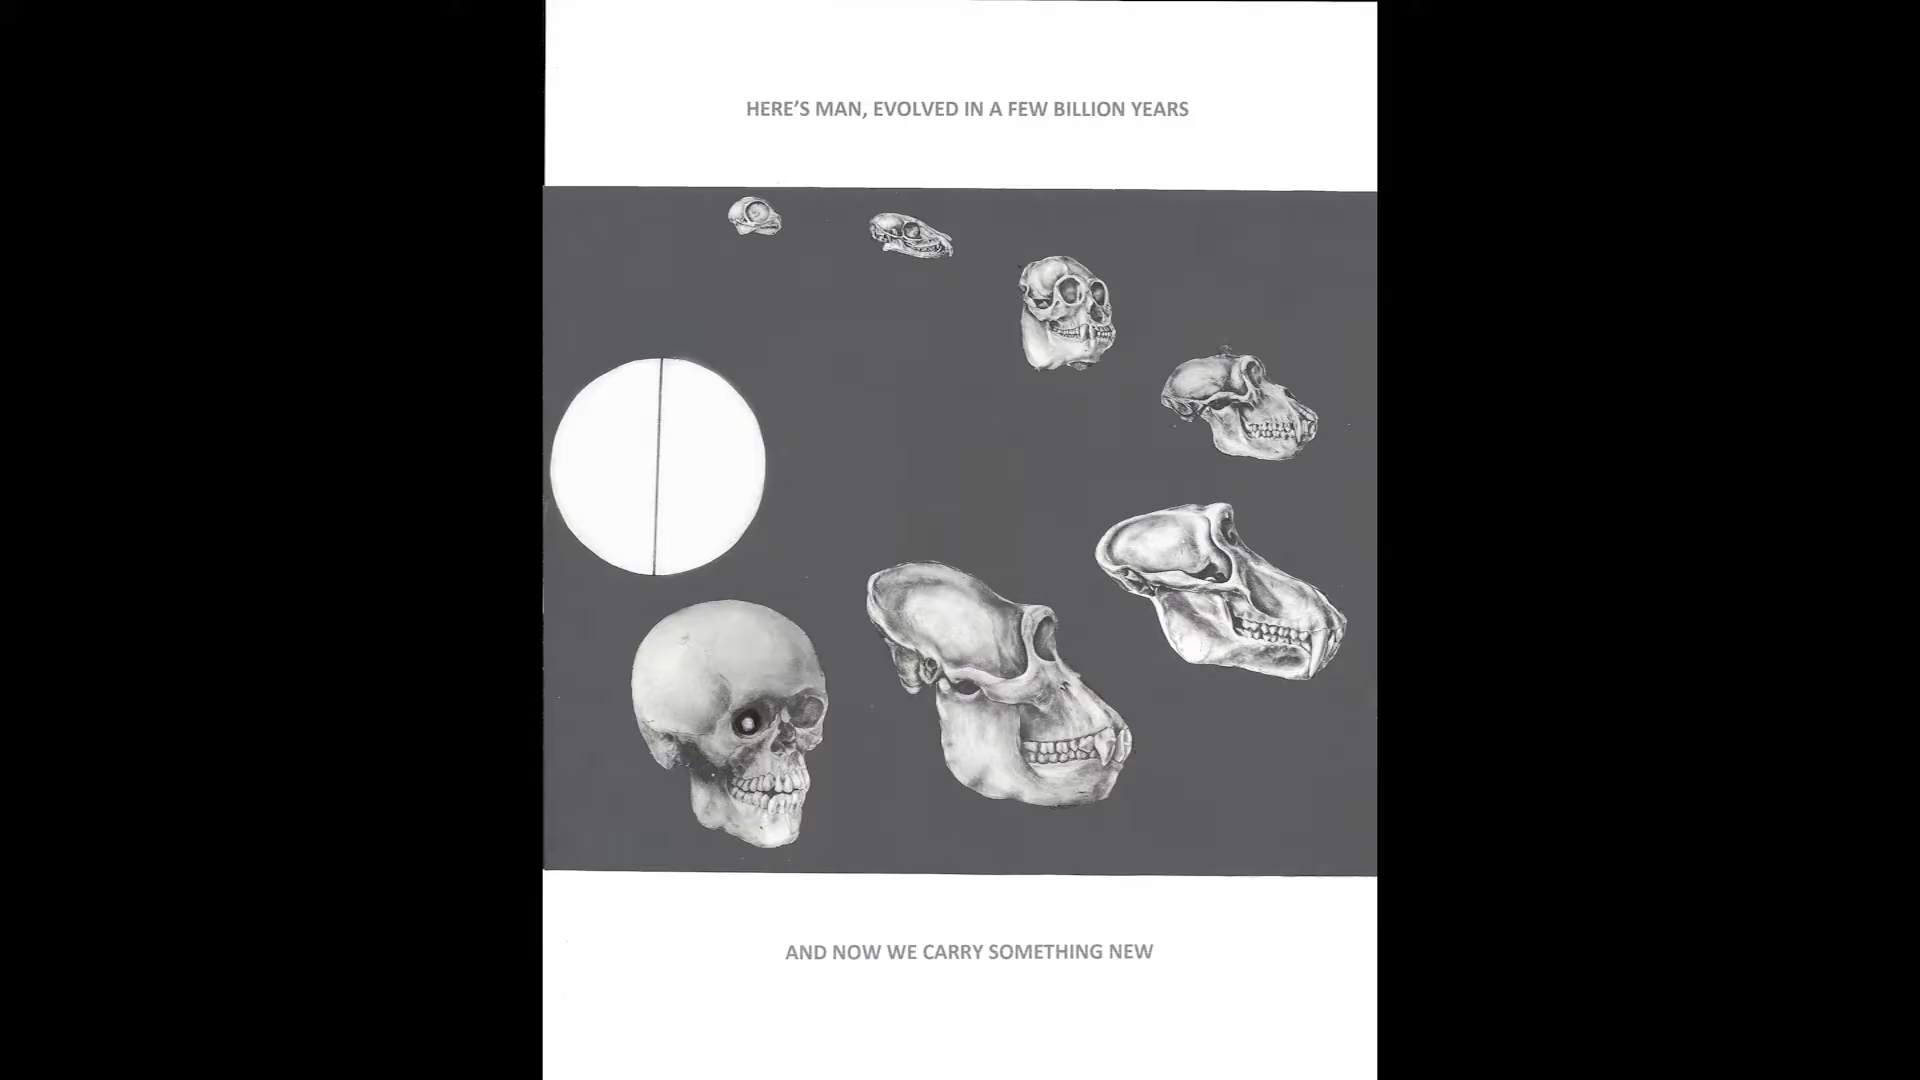 HERE’S MAN, EVOLVED IN A FEW BILLION YEARS
AND NOW WE CARRY SOMETHING NEW